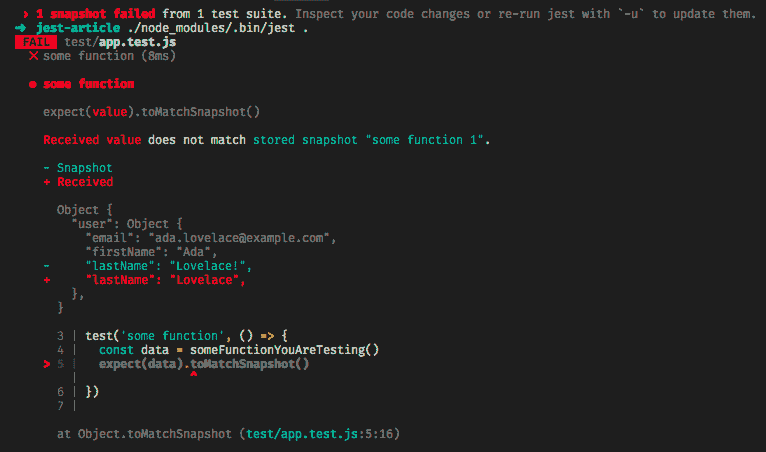 › 1 snapshot failed from 1 test suite. Inspect your code changes or re-run jest with `-u` to update them.
➜ jest-article ./node_modules/.bin/jest .
FAIL test/app.test.js
✕ some function (8ms)
● some function
expect(value).toMatchSnapshot()
Received value does not match stored snapshot "some function 1".
- Snapshot
+ Received
Object {
"user": Object {
"email": "ada.lovelace@example.com",
"firstName": "Ada",
- "lastName": "Lovelace!",
+ "lastName": "Lovelace",
},
}
3 | test('some function', () => {
4 | const data = someFunctionYouAreTesting()
> 5 | expect(data).toMatchSnapshot()
| ^
6 | })
7 |
at Object.toMatchSnapshot (test/app.test.js:5:16)